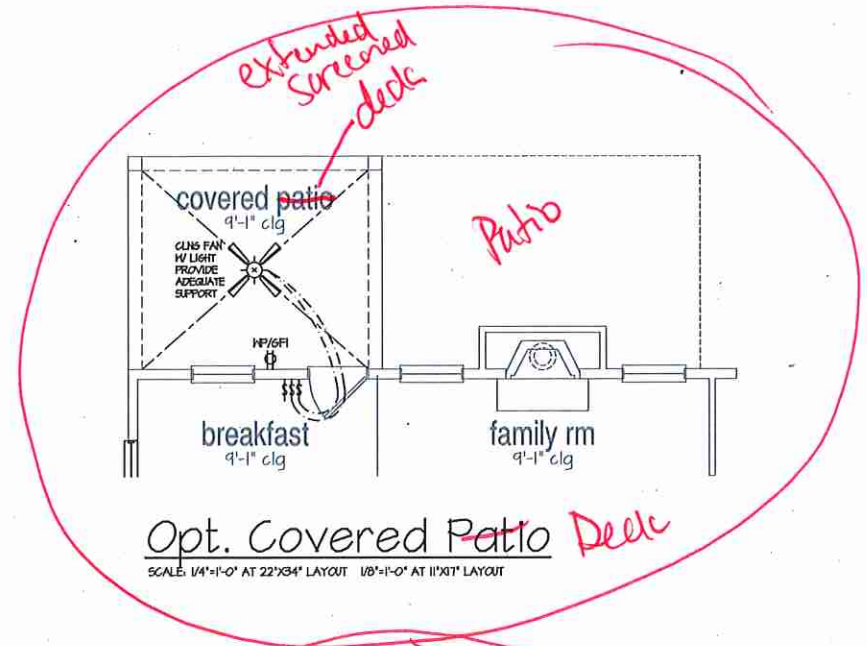 extended
screened
deck
covered patio
9'-1" clg
CLNG FAN
W/ LIGHT
PROVIDE
ADEQUATE
SUPPORT
Patio
WP/GFI
$$$
breakfast
9'-1" clg
family rm
9'-1" clg
Opt. Covered Patio Deck
SCALE: 1/4"=1'-0" AT 22"X34" LAYOUT 1/8"=1'-0" AT 11"X17" LAYOUT